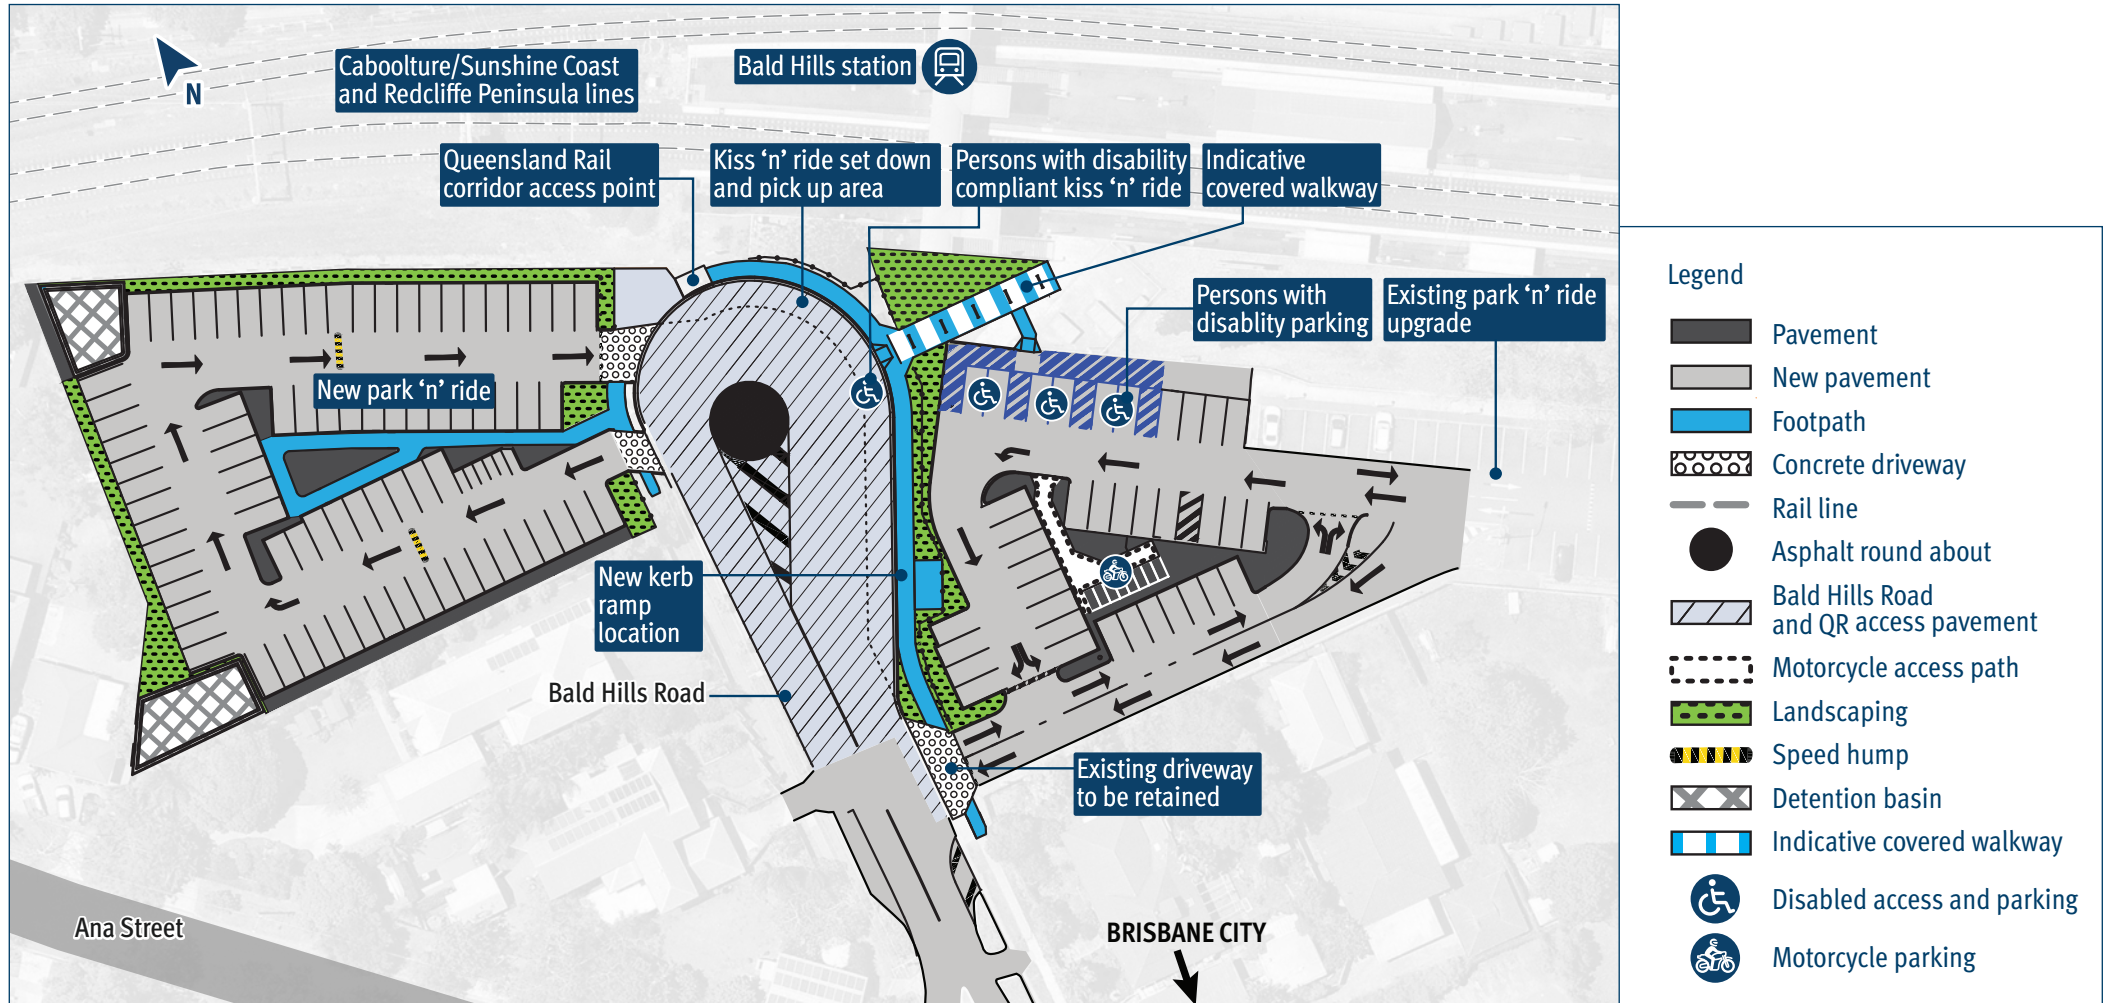 N
Caboolture/Sunshine Coast
and Redcliffe Peninsula lines
Bald Hills station
Queensland Rail
corridor access point
Kiss ‘n’ ride set down
and pick up area
Persons with disability
compliant kiss ‘n’ ride
Indicative
covered walkway
Persons with
disablity parking
Existing park ‘n’ ride
upgrade
New park ‘n’ ride
New kerb
ramp
location
Bald Hills Road
Existing driveway
to be retained
Ana Street
BRISBANE CITY
Legend
Pavement
New pavement
Footpath
Concrete driveway
Rail line
Asphalt round about
Bald Hills Road
and QR access pavement
Motorcycle access path
Landscaping
Speed hump
Detention basin
Indicative covered walkway
Disabled access and parking
Motorcycle parking